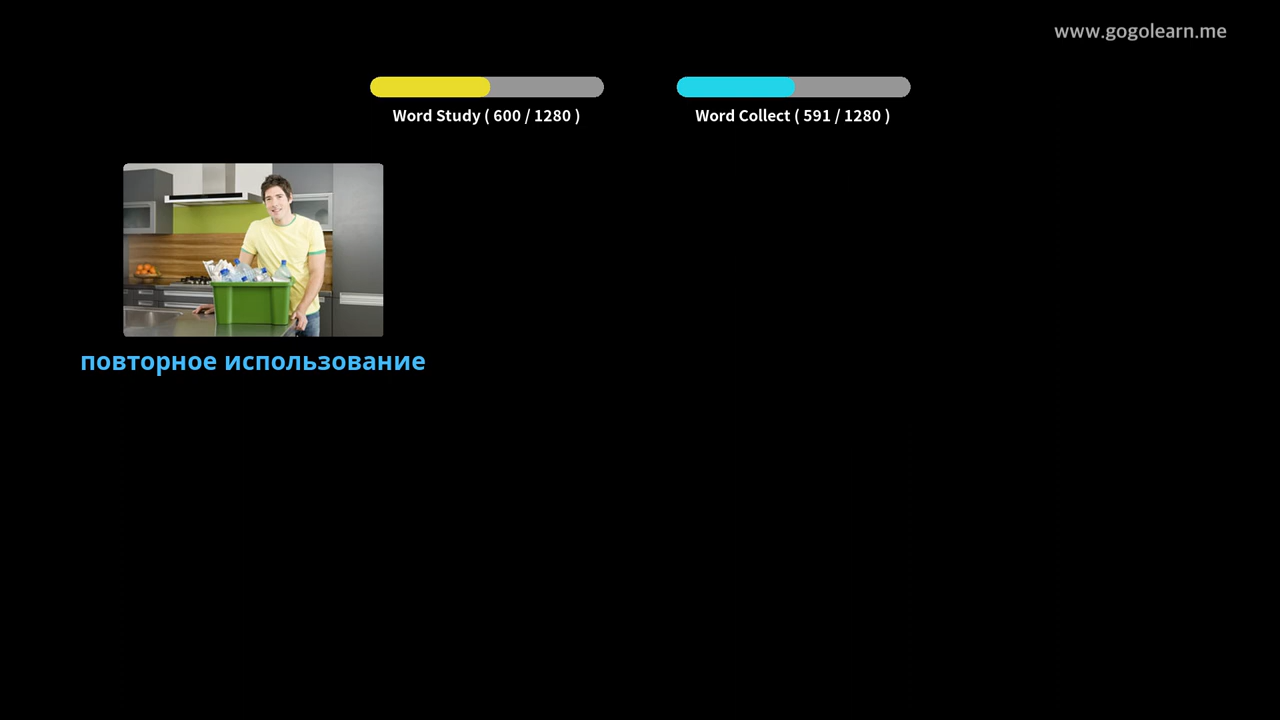 www.gogolearn.me
Word Study ( 600 / 1280 )
Word Collect ( 591 / 1280 )
повторное использование